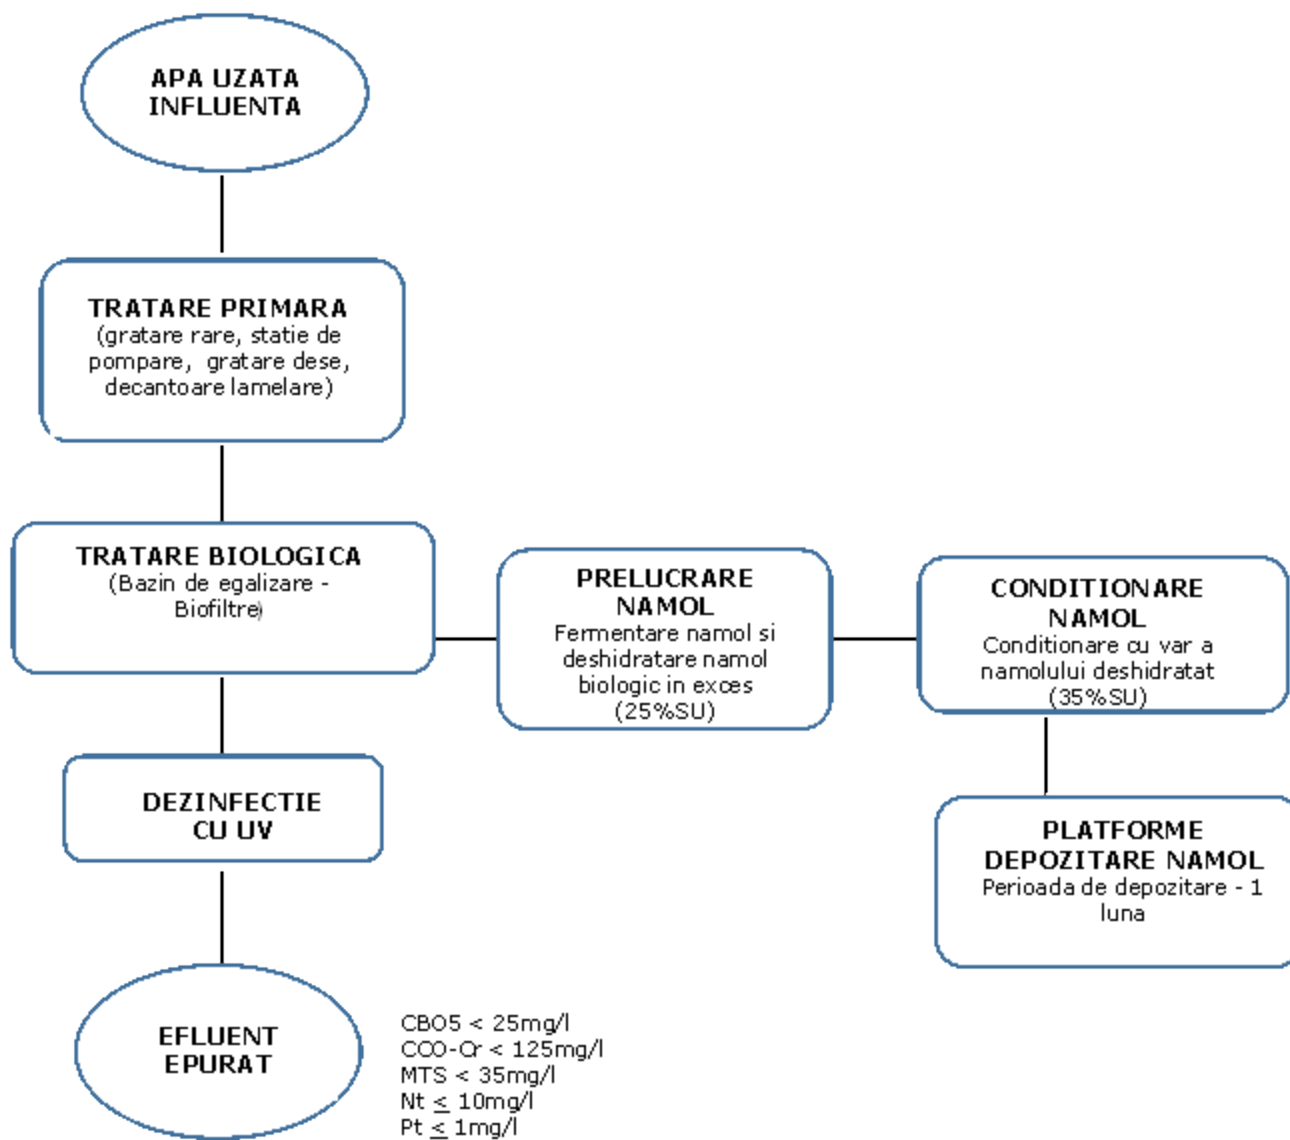 APA UZATA
INFLUENTA
TRATARE PRIMARA
(gratare rare, statie de
pompare, gratare dese,
decantoare lamelare)
TRATARE BIOLOGICA
(Bazin de egalizare -
Biofiltre)
PRELUCRARE
NAMOL
Fermentare namol si
deshidratare namol
biologic in exces
(25%SU)
CONDITIONARE
NAMOL
Conditionare cu var a
namolului deshidratat
(35%SU)
DEZINFECTIE
CU UV
PLATFORME
DEPOZITARE NAMOL
Perioada de depozitare - 1
luna
EFLUENT
EPURAT
CBO5 < 25mg/l
CCO-Cr < 125mg/l
MTS < 35mg/l
Nt ≤ 10mg/l
Pt ≤ 1mg/l